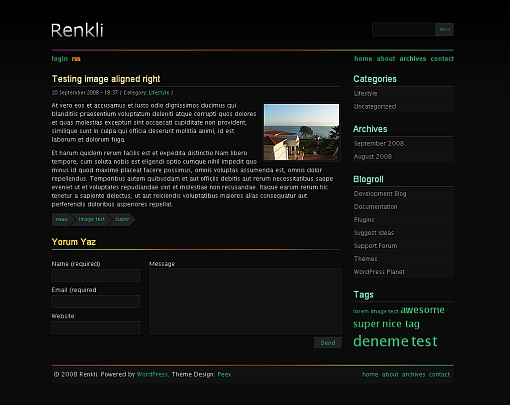 Renkli
login rss
home about archives contact
Testing image aligned right
20 September 2008 – 18:37 / Category: Lifestyle /
At vero eos et accusamus et iusto odio dignissimos ducimus qui
blanditiis praesentium voluptatum deleniti atque corrupti quos dolores
et quas molestias excepturi sint occaecati cupiditate non provident,
similique sunt in culpa qui officia deserunt mollitia animi, id est
laborum et dolorum fuga.
Et harum quidem rerum facilis est et expedita distinctio.Nam libero
tempore, cum soluta nobis est eligendi optio cumque nihil impedit quo
minus id quod maxime placeat facere possimus, omnis voluptas assumenda est, omnis dolor
repellendus. Temporibus autem quibusdam et aut officiis debitis aut rerum necessitatibus saepe
eveniet ut et voluptates repudiandae sint et molestiae non recusandae. Itaque earum rerum hic
tenetur a sapiente delectus, ut aut reiciendis voluptatibus maiores alias consequatur aut
perferendis doloribus asperiores repellat.
image test super
Yorum Yaz
Name (required)
Message
Email (required
Website:
Send
Categories
Lifestyle
Uncategorized
Archives
September 2008
August 2008
Blogroll
Development Blog
Documentation
Plugins
Suggest Ideas
Support Forum
Themes
WordPress Planet
Tags
lorem image test awesome
super nice tag
deneme test
© 2008 Renkli. Powered by WordPress. Theme Design: Peex
home about archives contact